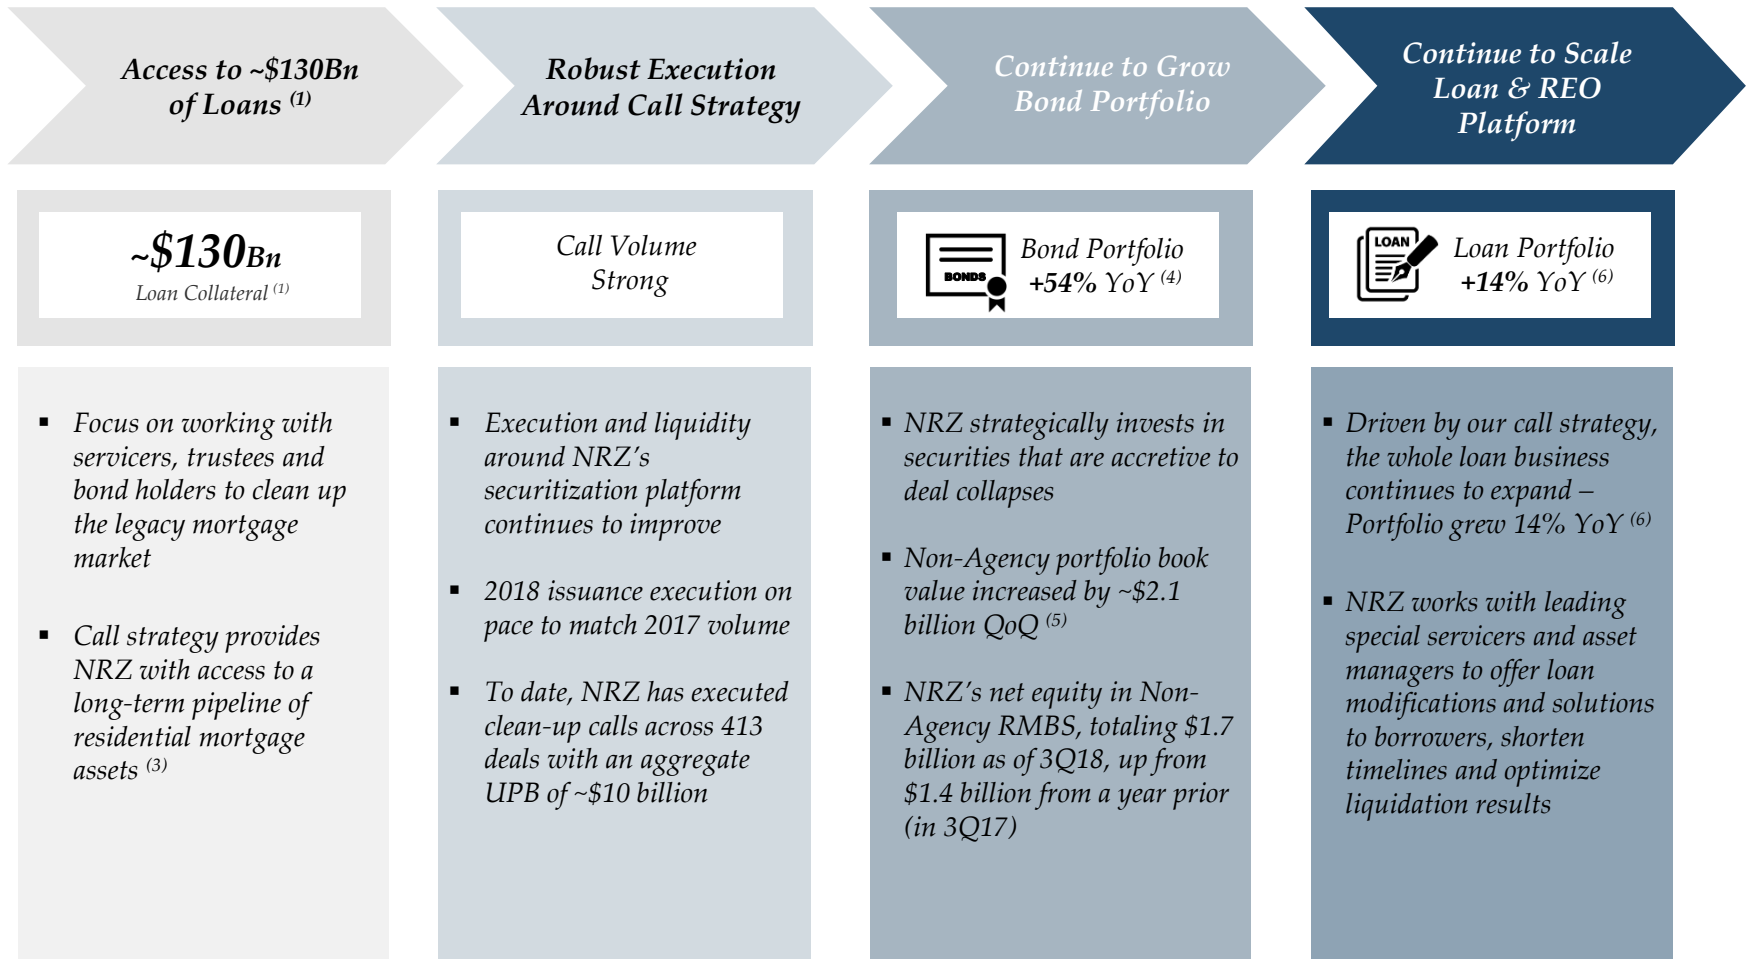 Access to ~$130Bn
of Loans (1)
Robust Execution
Around Call Strategy
Continue to Grow
Bond Portfolio
Continue to Scale
Loan & REO
Platform
~$130Bn
Loan Collateral (1)
Call Volume
Strong
BONDS
Bond Portfolio
+54% YoY (4)
LOAN
Loan Portfolio
+14% YoY (6)
▪ Focus on working with
servicers, trustees and
bond holders to clean up
the legacy mortgage
market
▪ Call strategy provides
NRZ with access to a
long-term pipeline of
residential mortgage
assets (3)
▪ Execution and liquidity
around NRZ’s
securitization platform
continues to improve
▪ 2018 issuance execution on
pace to match 2017 volume
▪ To date, NRZ has executed
clean-up calls across 413
deals with an aggregate
UPB of ~$10 billion
▪ NRZ strategically invests in
securities that are accretive to
deal collapses
▪ Non-Agency portfolio book
value increased by ~$2.1
billion QoQ (5)
▪ NRZ’s net equity in Non-
Agency RMBS, totaling $1.7
billion as of 3Q18, up from
$1.4 billion from a year prior
(in 3Q17)
▪ Driven by our call strategy,
the whole loan business
continues to expand –
Portfolio grew 14% YoY (6)
▪ NRZ works with leading
special servicers and asset
managers to offer loan
modifications and solutions
to borrowers, shorten
timelines and optimize
liquidation results